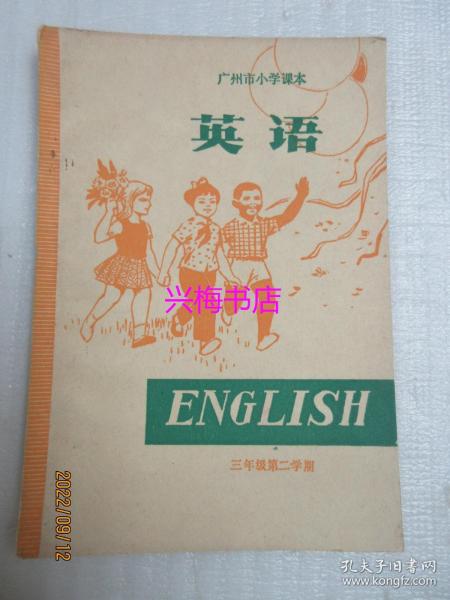 广州市小学课本
英语
兴梅书店
ENGLISH
三年级第二学期
2022/09/12
孔夫子旧书网
www.kongfz.com